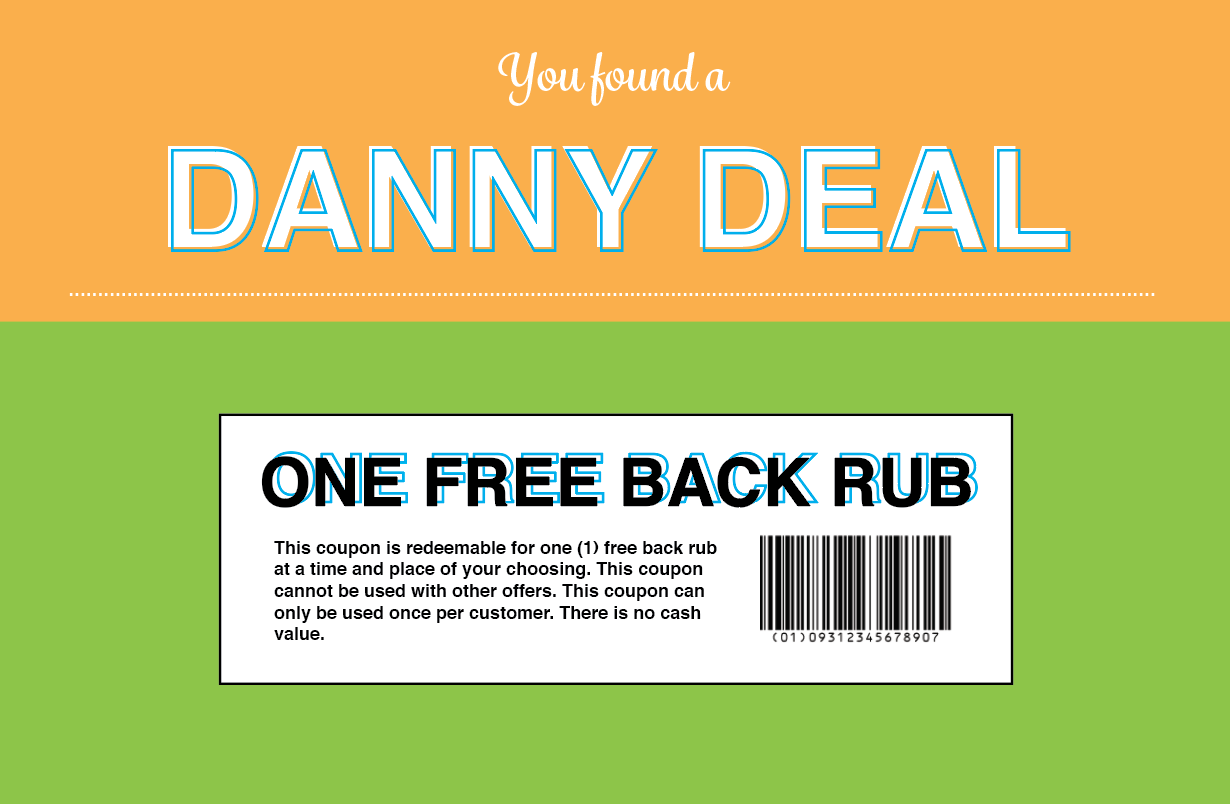 You found a
DANNY DEAL
ONE FREE BACK RUB
This coupon is redeemable for one (1) free back rub
at a time and place of your choosing. This coupon
cannot be used with other offers. This coupon can
only be used once per customer. There is no cash
value.
(01)09312345678907